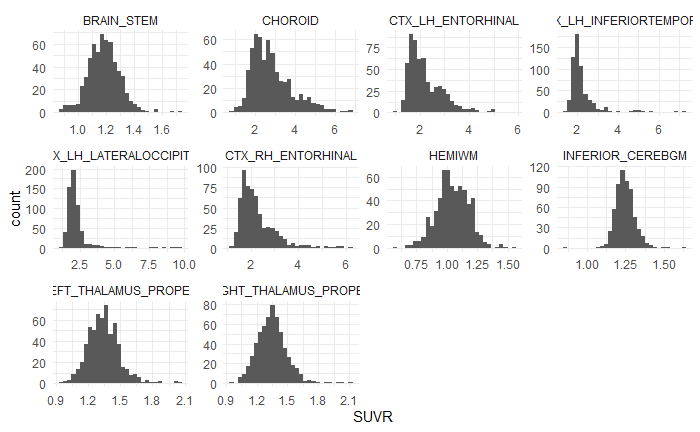 BRAIN_STEM CHOROID CTX_LH_ENTORHINAL X_LH_INFERIORTEMPOR
60 40 20 0 60 40 20 0 75 50 25 0 150 100 50 0
1.0 1.2 1.4 1.6 2 4 6 2 4 6 2 4 6
X_LH_LATERALOCCIPIT CTX_RH_ENTORHINAL HEMIWM INFERIOR_CEREBGM
200 150 100 50 0 100 75 50 25 0 60 40 20 0 120 90 60 30 0
2.5 5.0 7.5 10.0 2 4 6 0.75 1.00 1.25 1.50 1.00 1.25 1.50
EFT_THALAMUS_PROPE GHT_THALAMUS_PROPE
60 40 20 0 80 60 40 20 0
0.9 1.2 1.5 1.8 2.1 0.9 1.2 1.5 1.8 2.1
count
SUVR